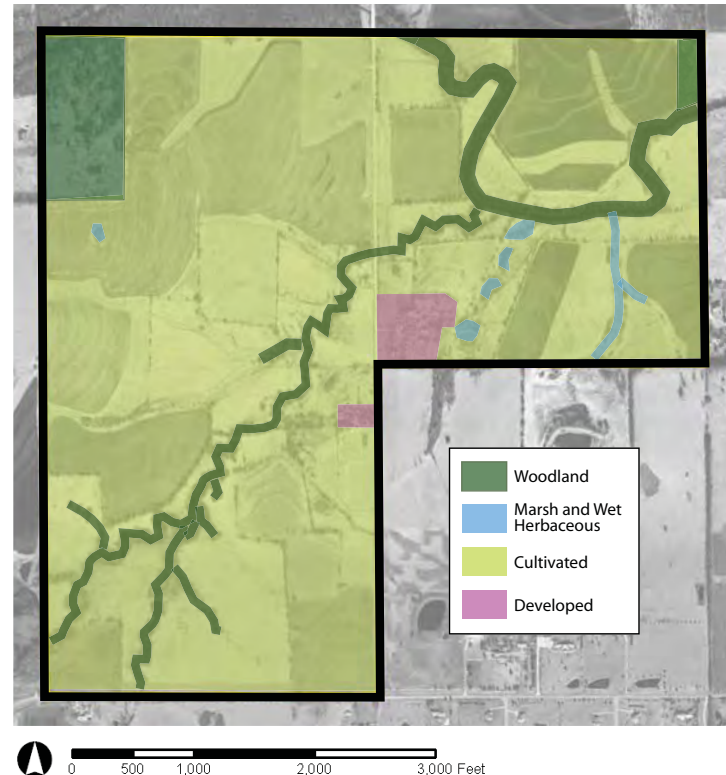 Woodland
Marsh and Wet
Herbaceous
Cultivated
Developed
0 500 1,000 2,000 3,000 Feet